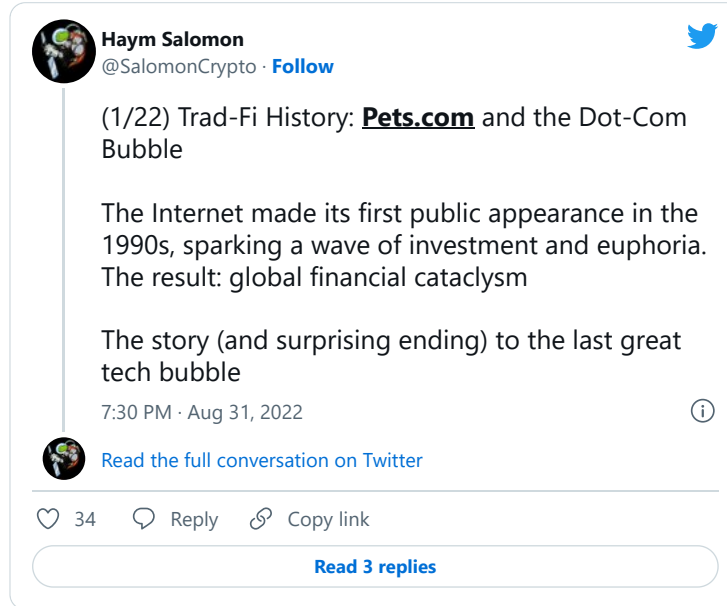 Haym Salomon
@SalomonCrypto · Follow
(1/22) Trad-Fi History: Pets.com and the Dot-Com
Bubble
The Internet made its first public appearance in the
1990s, sparking a wave of investment and euphoria.
The result: global financial cataclysm
The story (and surprising ending) to the last great
tech bubble
7:30 PM · Aug 31, 2022
Read the full conversation on Twitter
34 Reply Copy link
Read 3 replies